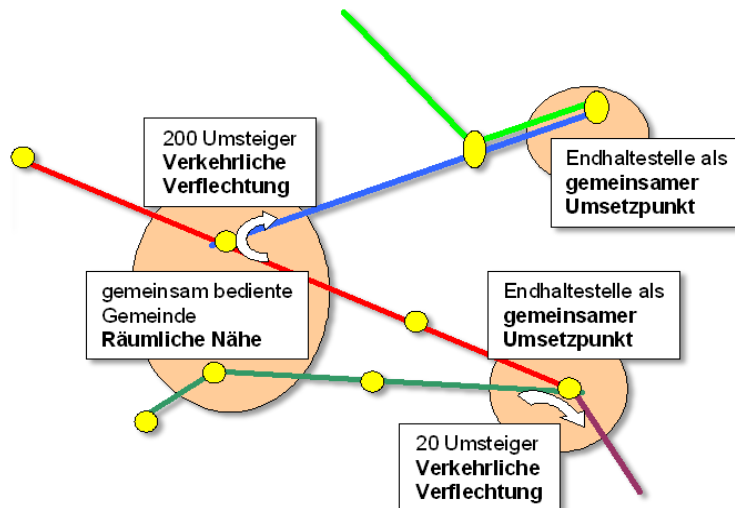 200 Umsteiger
Verkehrliche
Verflechtung
Endhaltestelle als
gemeinsamer
Umsetzpunkt
gemeinsam bediente
Gemeinde
Räumliche Nähe
Endhaltestelle als
gemeinsamer
Umsetzpunkt
20 Umsteiger
Verkehrliche
Verflechtung